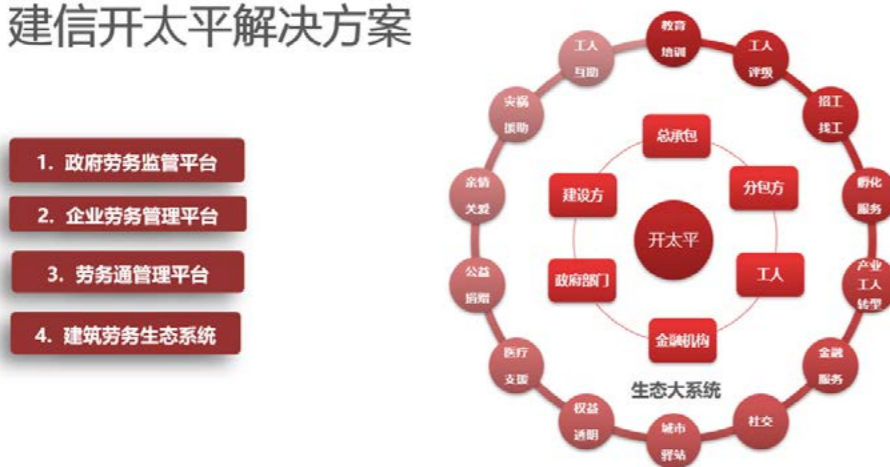 建信开太平解决方案
1. 政府劳务监管平台
2. 企业劳务管理平台
3. 劳务通管理平台
4. 建筑劳务生态系统
教育
培训
工人
评级
招工
找工
孵化
服务
产业
工人
转型
金融
服务
社交
城市
驿站
权益
透明
医疗
支援
公益
捐赠
亲情
关爱
灾祸
援助
工人
互助
总承包
分包方
工人
金融机构
政府部门
建设方
开太平
生态大系统